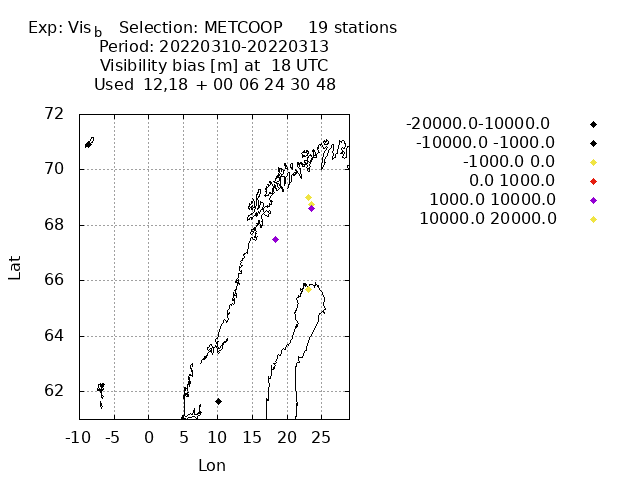 Exp: Vis_b Selection: METCOOP 19 stations
Period: 20220310-20220313
Visibility bias [m] at 18 UTC
Used 12,18 + 00 06 24 30 48
-20000.0-10000.0
-10000.0 -1000.0
-1000.0 0.0
0.0 1000.0
1000.0 10000.0
10000.0 20000.0
72
70
68
66
64
62
Lat
-10 -5 0 5 10 15 20 25
Lon